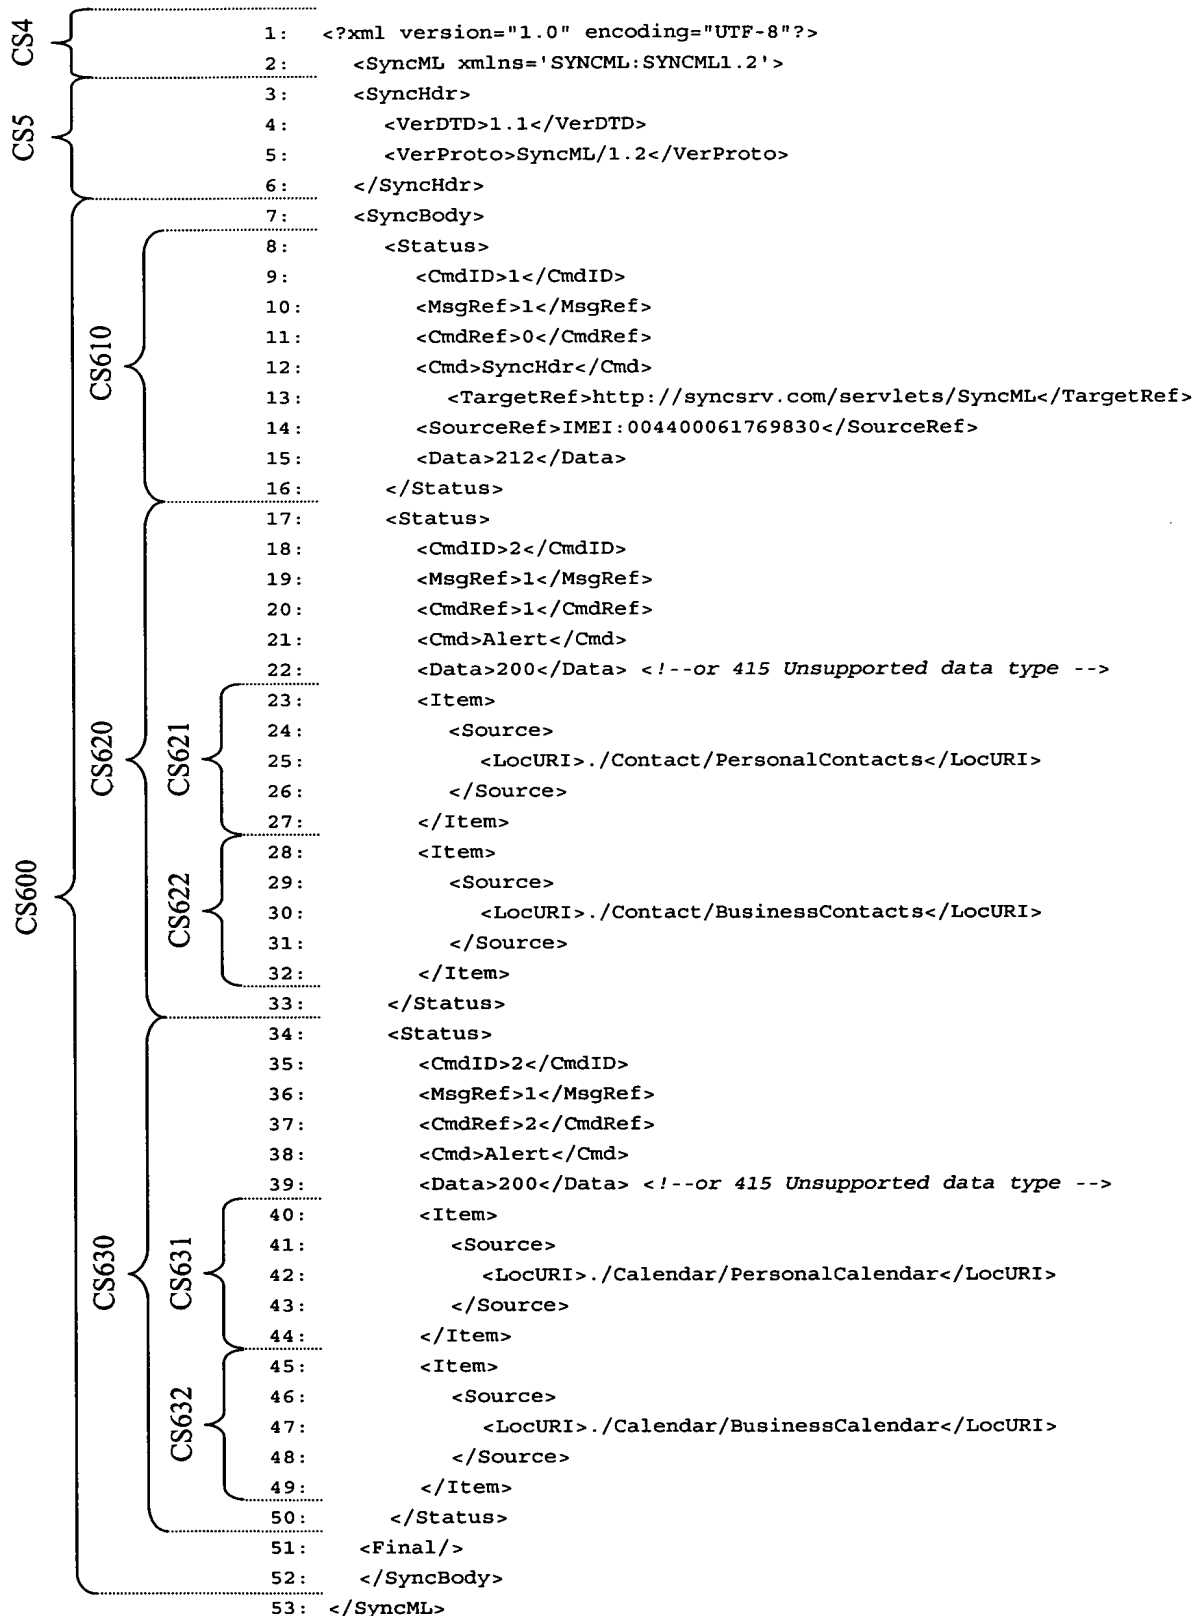 CS4
1: <?xml version="1.0" encoding="UTF-8"?>
2: <SyncML xmlns='SYNCML:SYNCML1.2'>
CS5
3: <SyncHdr>
4: <VerDTD>1.1</VerDTD>
5: <VerProto>SyncML/1.2</VerProto>
6: </SyncHdr>
CS600
7: <SyncBody>
CS610
8: <Status>
9: <CmdID>1</CmdID>
10: <MsgRef>1</MsgRef>
11: <CmdRef>0</CmdRef>
12: <Cmd>SyncHdr</Cmd>
13: <TargetRef>http://syncsrv.com/servlets/SyncML</TargetRef>
14: <SourceRef>IMEI:004400061769830</SourceRef>
15: <Data>212</Data>
16: </Status>
CS620
17: <Status>
18: <CmdID>2</CmdID>
19: <MsgRef>1</MsgRef>
20: <CmdRef>1</CmdRef>
21: <Cmd>Alert</Cmd>
22: <Data>200</Data> <!--or 415 Unsupported data type -->
CS621
23: <Item>
24: <Source>
25: <LocURI>./Contact/PersonalContacts</LocURI>
26: </Source>
27: </Item>
CS622
28: <Item>
29: <Source>
30: <LocURI>./Contact/BusinessContacts</LocURI>
31: </Source>
32: </Item>
33: </Status>
CS630
34: <Status>
35: <CmdID>2</CmdID>
36: <MsgRef>1</MsgRef>
37: <CmdRef>2</CmdRef>
38: <Cmd>Alert</Cmd>
39: <Data>200</Data> <!--or 415 Unsupported data type -->
CS631
40: <Item>
41: <Source>
42: <LocURI>./Calendar/PersonalCalendar</LocURI>
43: </Source>
44: </Item>
CS632
45: <Item>
46: <Source>
47: <LocURI>./Calendar/BusinessCalendar</LocURI>
48: </Source>
49: </Item>
50: </Status>
51: <Final/>
52: </SyncBody>
53: </SyncML>